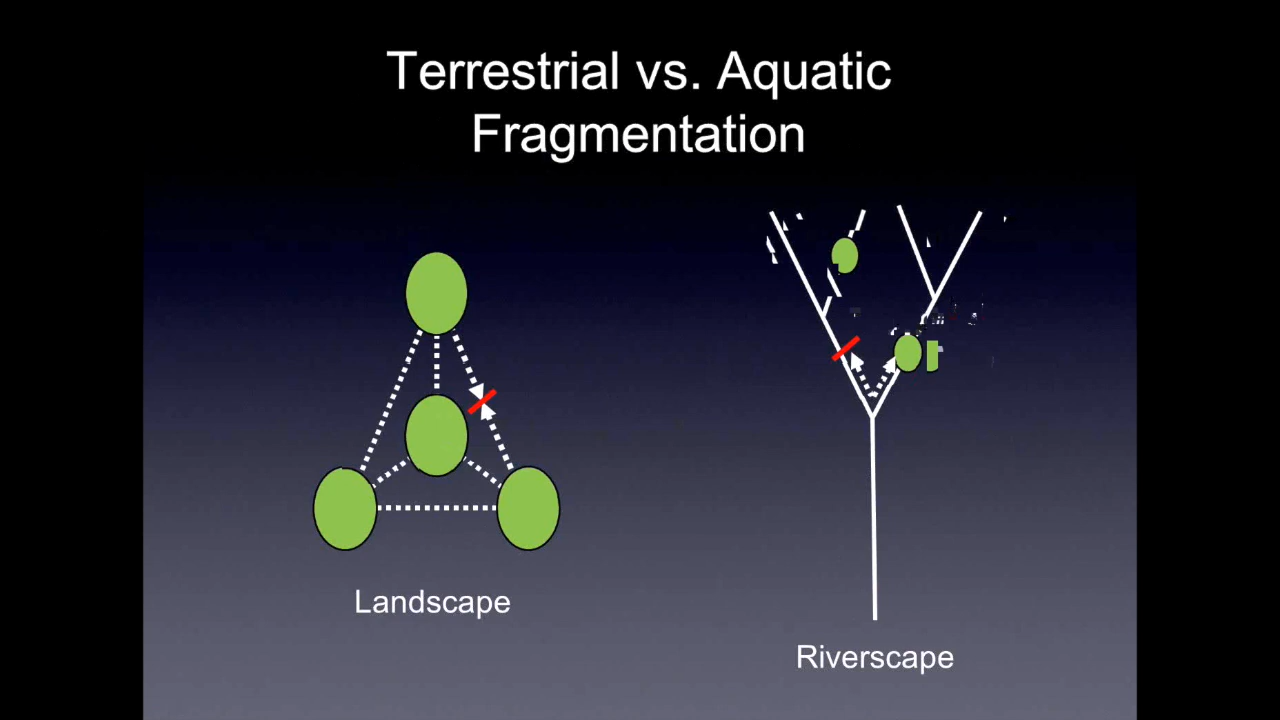 Terrestrial vs. Aquatic
Fragmentation
Landscape
Riverscape